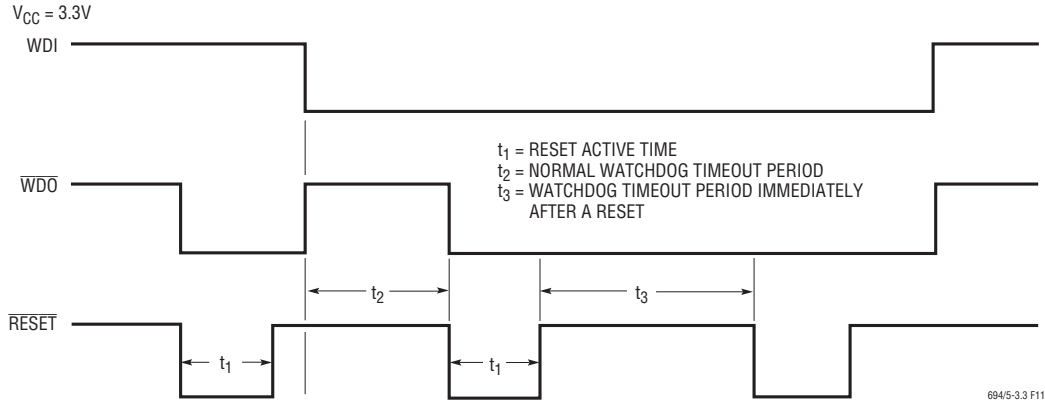 VCC = 3.3V
WDI
t1 = RESET ACTIVE TIME
t2 = NORMAL WATCHDOG TIMEOUT PERIOD
t3 = WATCHDOG TIMEOUT PERIOD IMMEDIATELY
AFTER A RESET
WDO
t2
t3
RESET
t1
t1
694/5-3.3 F11